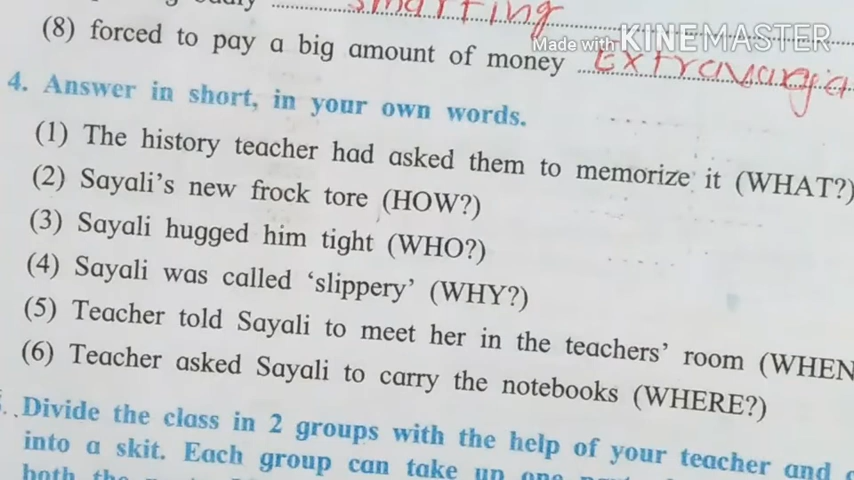 smarting
Made with KINEMASTER
(8) forced to pay a big amount of money
4. Answer in short, in your own words.
(1) The history teacher had asked them to memorize it (WHAT?)
(2) Sayali's new frock tore (HOW?)
(3) Sayali hugged him tight (WHO?)
(4) Sayali was called 'slippery' (WHY?)
(5) Teacher told Sayali to meet her in the teachers' room (WHEN
(6) Teacher asked Sayali to carry the notebooks (WHERE?)
Divide the class in 2 groups with the help of your teacher and
into a skit. Each group can take up one
both the